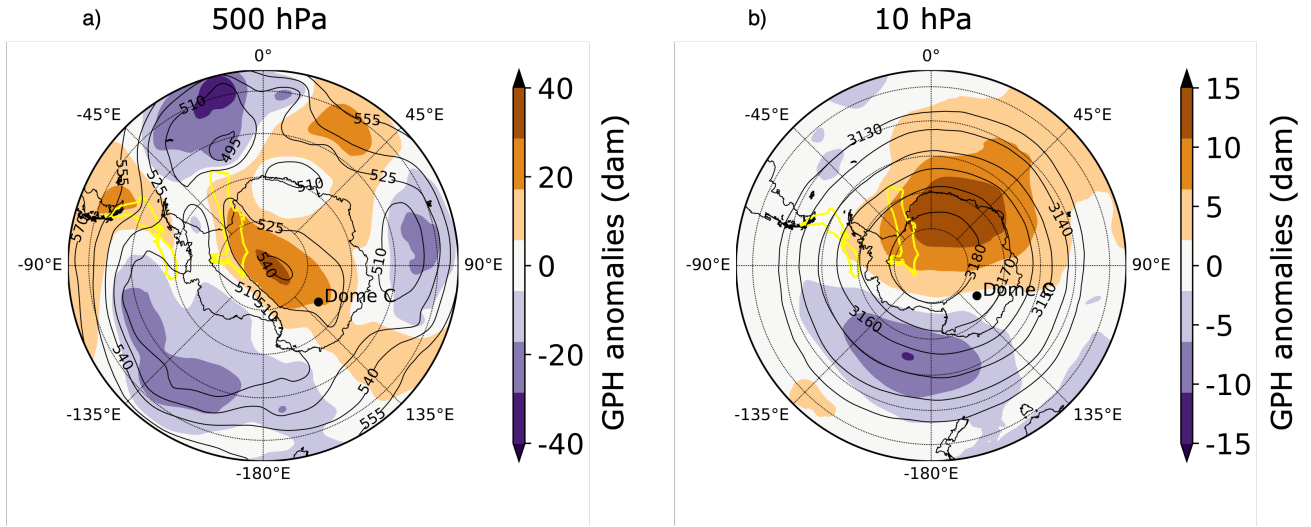 a)
500 hPa
0°
-45°E
45°E
-90°E
90°E
-135°E
135°E
-180°E
510
495
555
525
555
525
510
570
525
540
510
510
510
Dome C
540
540
555
40
20
0
-20
-40
GPH anomalies (dam)
b)
10 hPa
0°
-45°E
45°E
-90°E
90°E
-135°E
135°E
-180°E
3130
3140
3180
3170
3150
3160
Dome C
15
10
5
0
-5
-10
-15
GPH anomalies (dam)